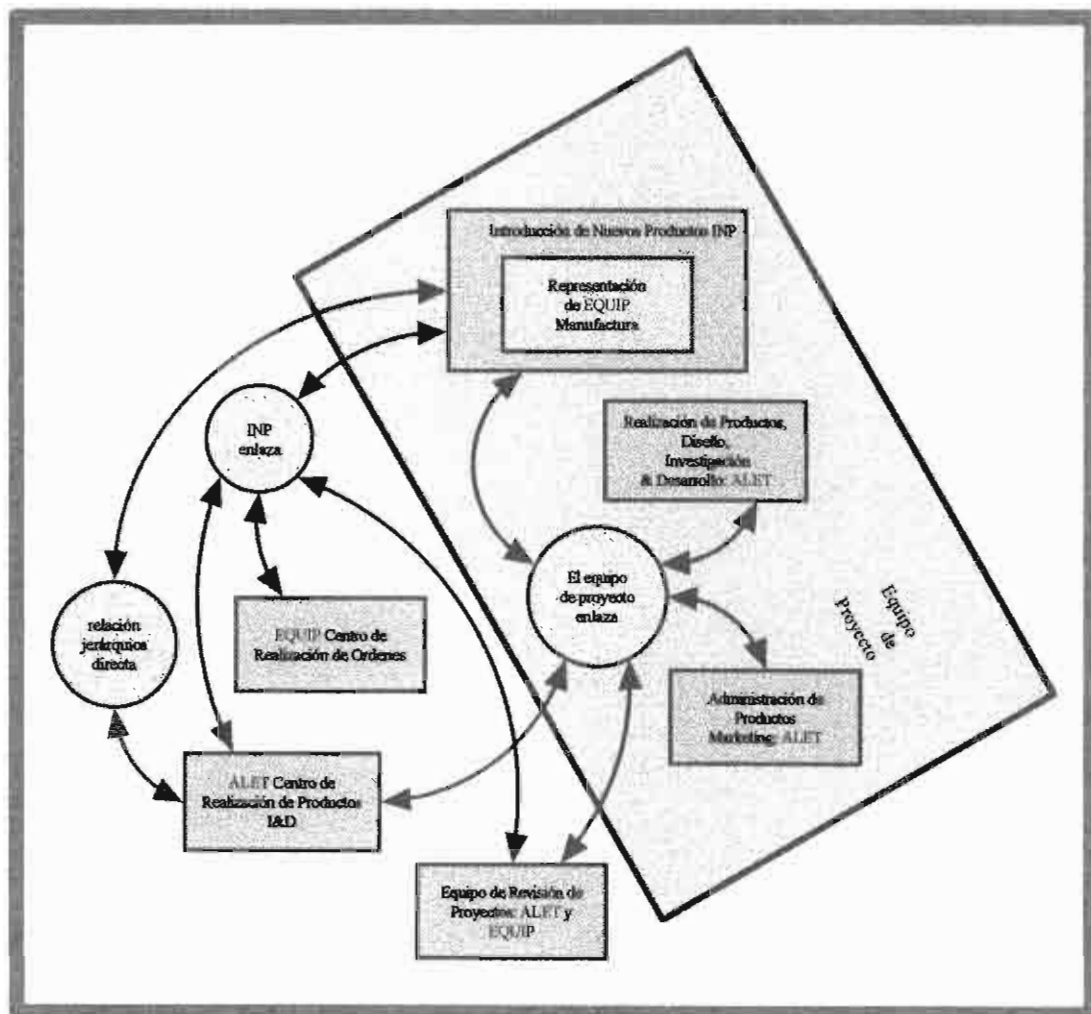 Introducción de Nuevos Productos INP
Representación
de EQUIP
Manufactura
INP
enlaza
Realización de Productos,
Diseño,
Investigación
& Desarrollo: ALET
El equipo
de proyecto
enlaza
Equipo
de
Proyecto
relación
jerárquios
directa
EQUIP Centro de
Realización de Ordenes
Administración de
Productos
Marketing: ALET
ALET Centro de
Realización de Productos
I&D
Equipo de Revisión de
Proyectos: ALET y
EQUIP